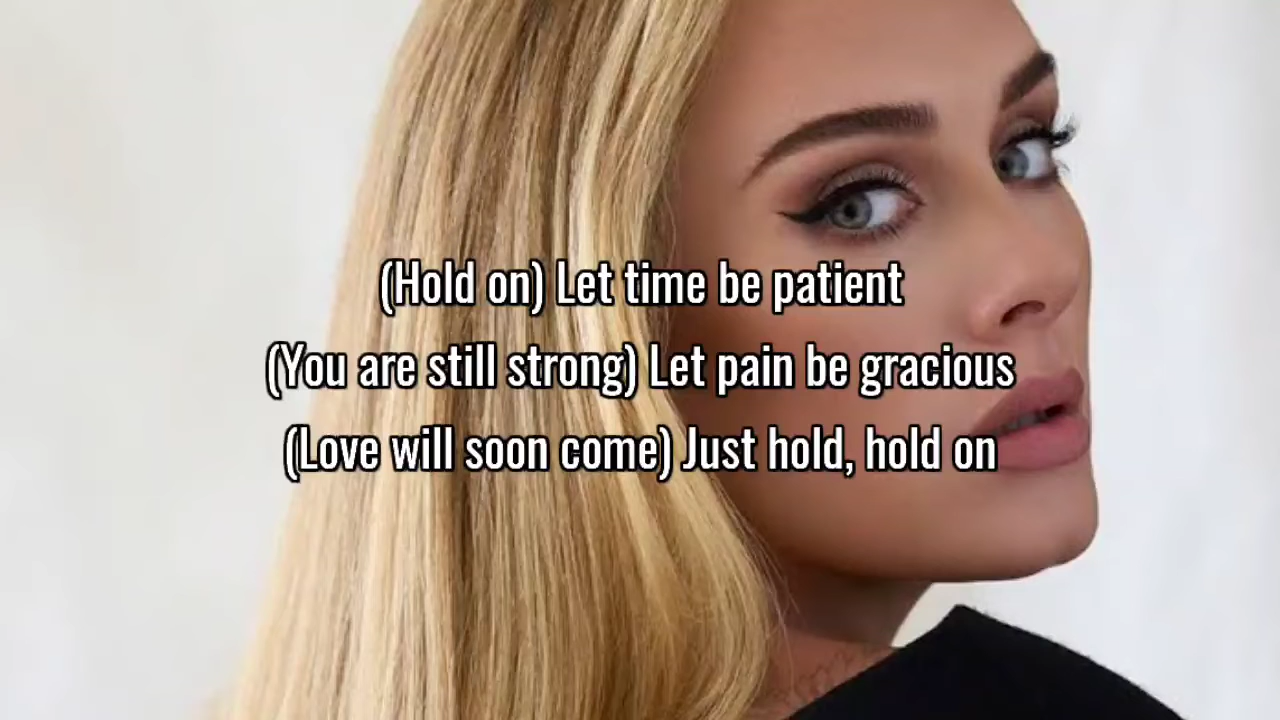 (Hold on) Let time be patient
(You are still strong) Let pain be gracious
(Love will soon come) Just hold, hold on